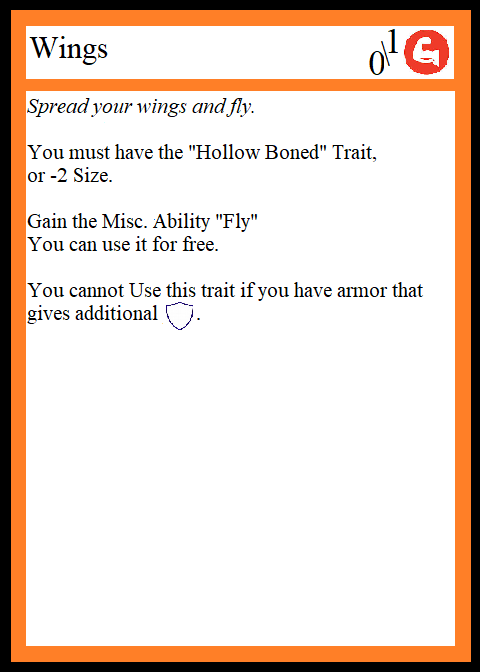 Wings 0\1
Spread your wings and fly.
You must have the "Hollow Boned" Trait,
or -2 Size.
Gain the Misc. Ability "Fly"
You can use it for free.
You cannot Use this trait if you have armor that
gives additional .